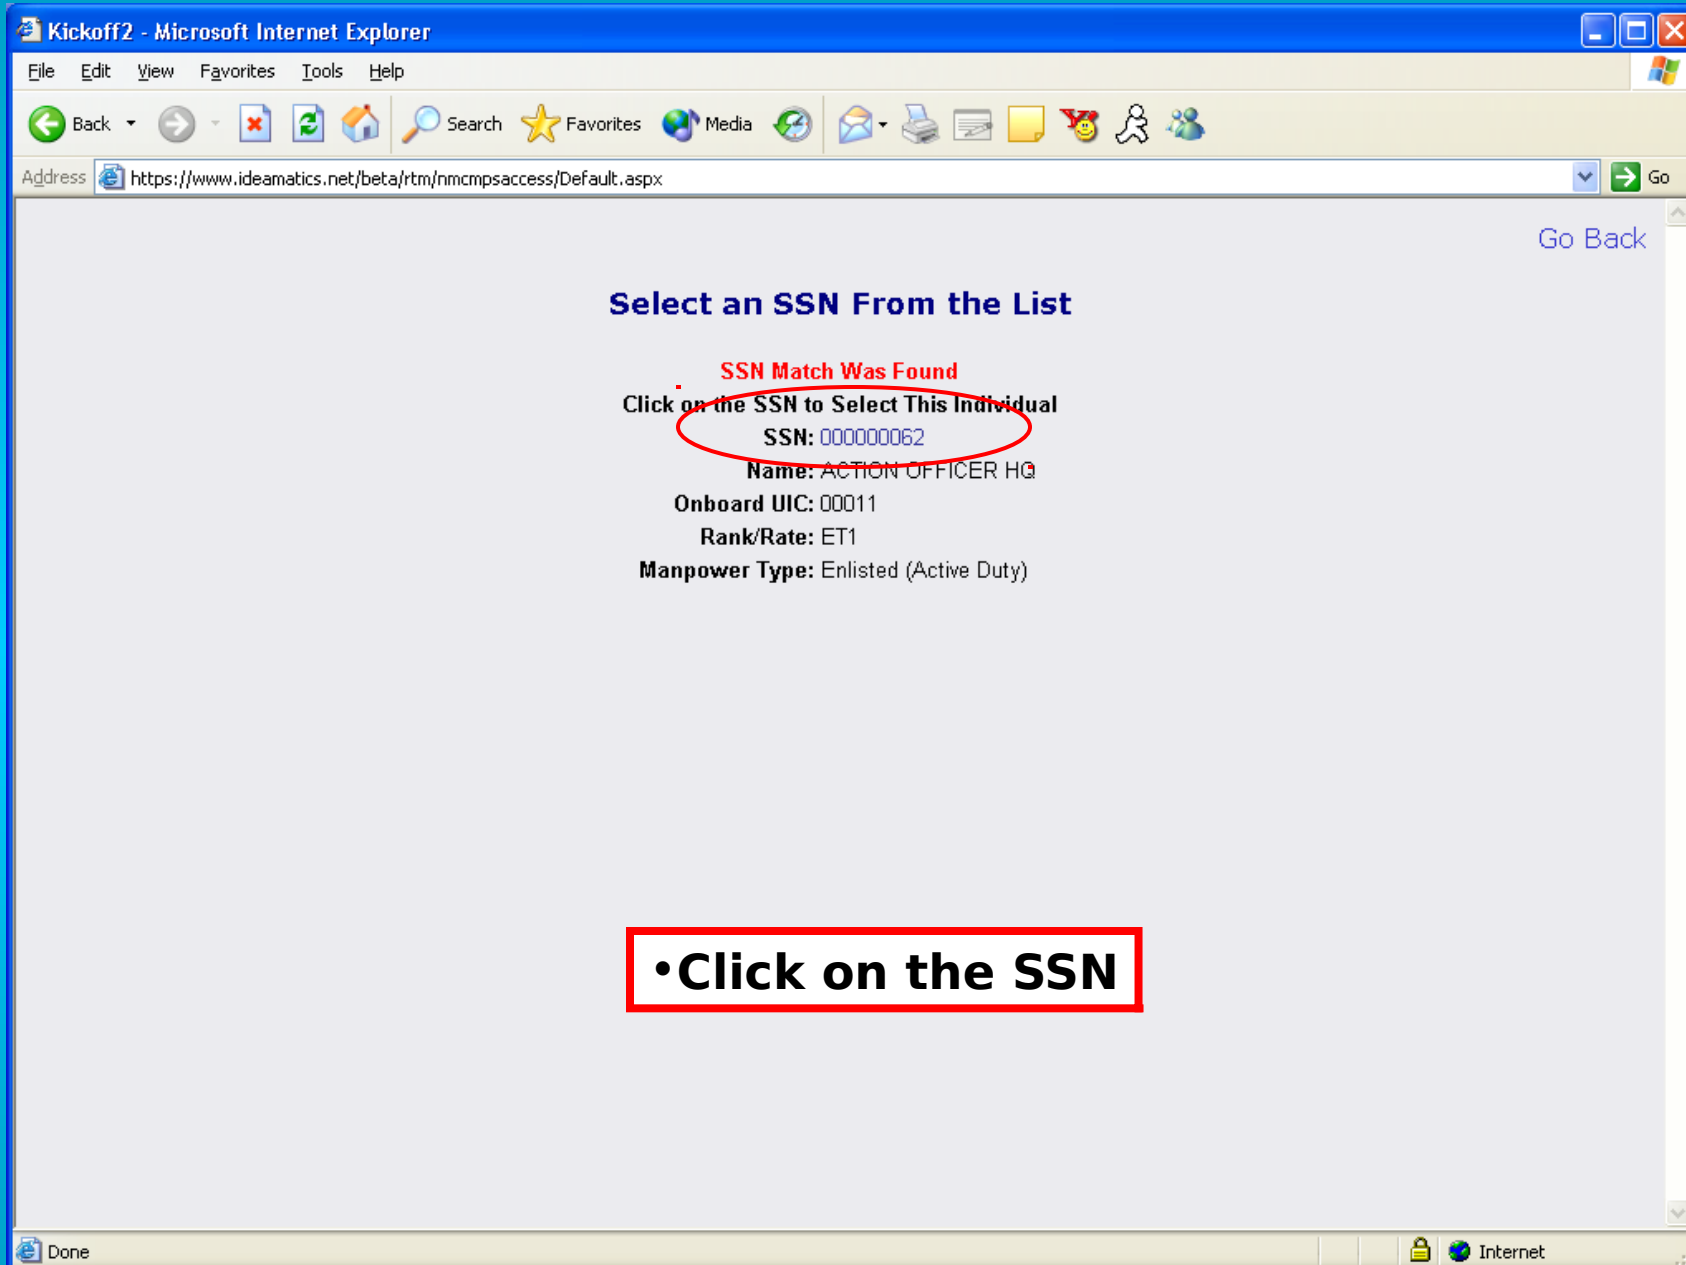 Kickoff2 - Microsoft Internet Explorer
File Edit View Favorites Tools Help
Back Search Favorites Media
Address https://www.ideamatics.net/beta/rtm/nmcmpsaccess/Default.aspx Go
Go Back
Select an SSN From the List
SSN Match Was Found
Click on the SSN to Select This Individual
SSN: 000000062
Name: ACTION OFFICER HQ
Onboard UIC: 00011
Rank/Rate: ET1
Manpower Type: Enlisted (Active Duty)
•Click on the SSN
Done Internet